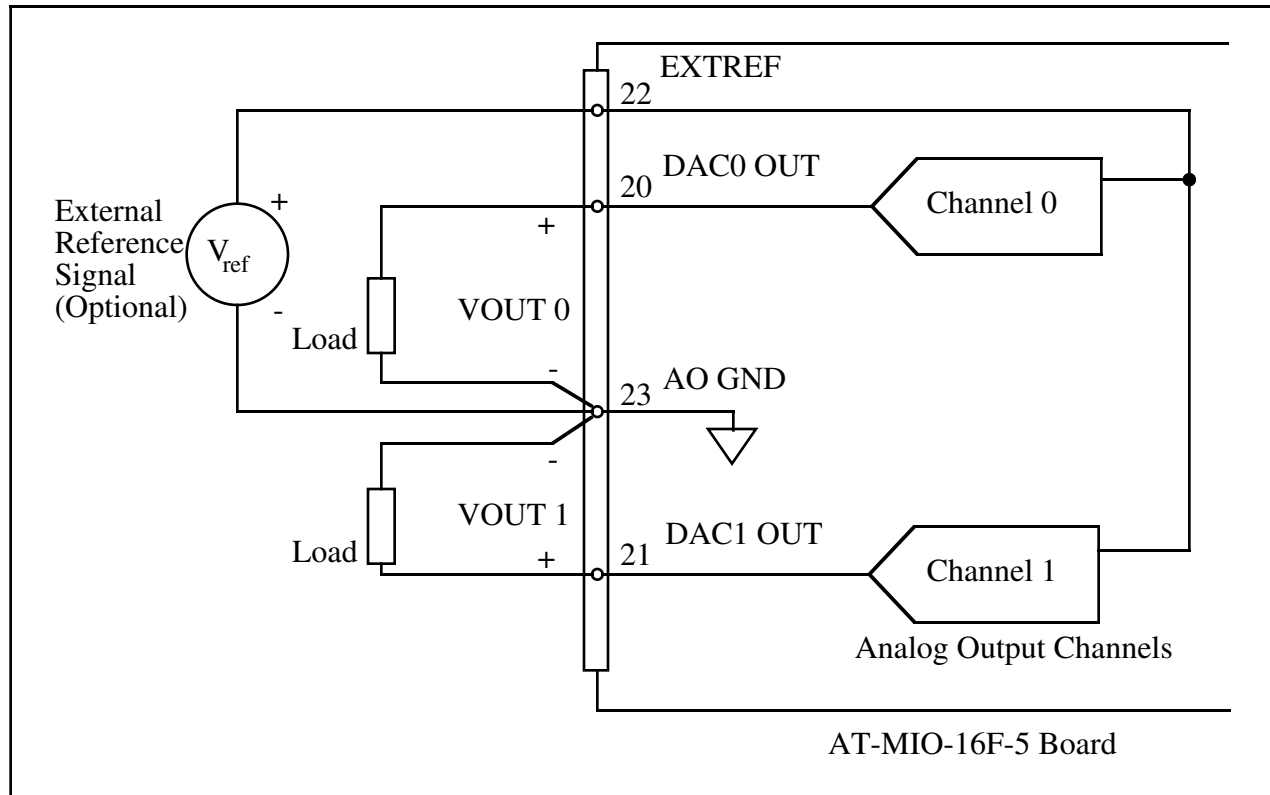 EXTREF
22
DAC0 OUT
20
Channel 0
External
Reference
Signal
(Optional)
+
V_ref
-
+
VOUT 0
-
Load
AO GND
23
-
VOUT 1
+
Load
DAC1 OUT
21
Channel 1
Analog Output Channels
AT-MIO-16F-5 Board